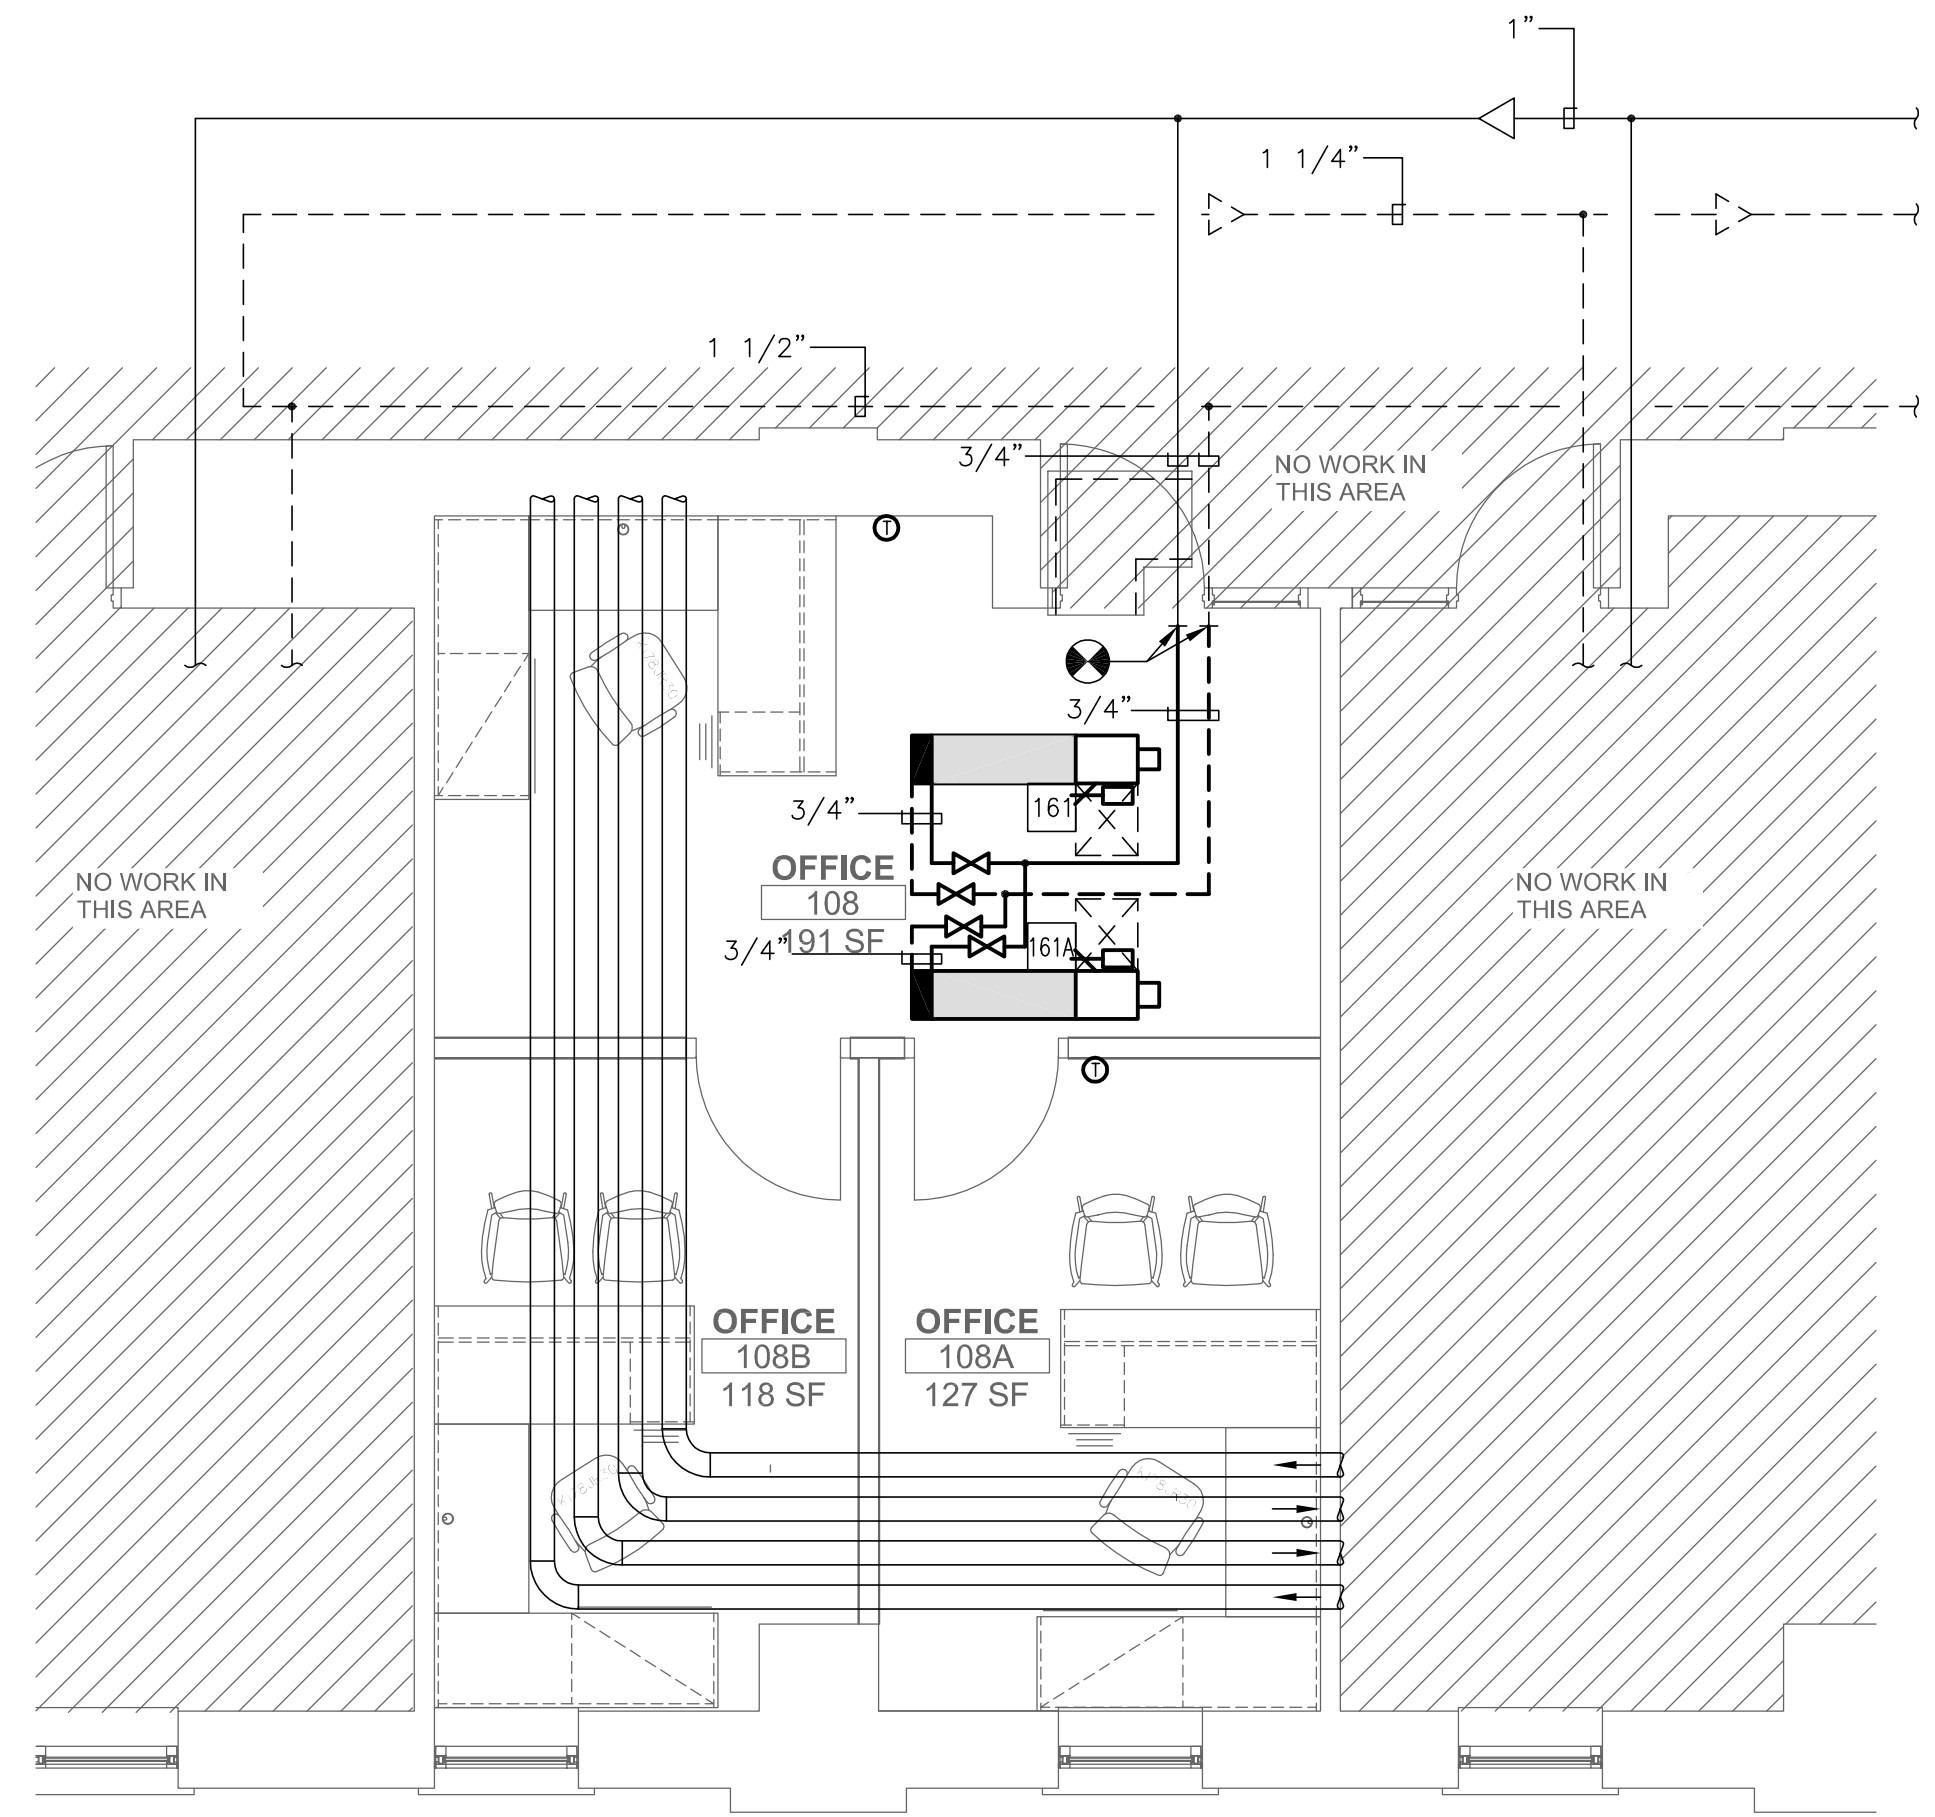 1"
1 1/4"
1 1/2"
3/4"
NO WORK IN
THIS AREA
T
3/4"
161
3/4"
OFFICE
108
191 SF
3/4"
161A
NO WORK IN
THIS AREA
NO WORK IN
THIS AREA
T
OFFICE
108B
118 SF
OFFICE
108A
127 SF